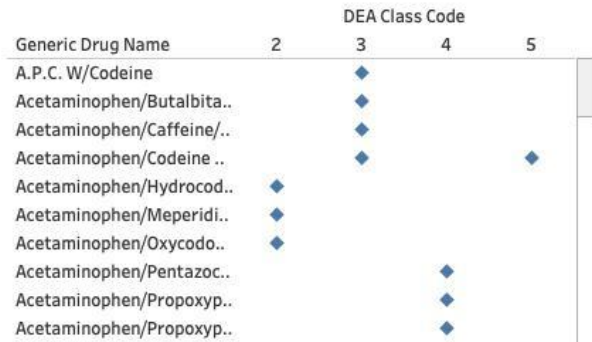 DEA Class Code
Generic Drug Name 2 3 4 5
A.P.C. W/Codeine
Acetaminophen/Butalbita..
Acetaminophen/Caffeine/..
Acetaminophen/Codeine ..
Acetaminophen/Hydrocod..
Acetaminophen/Meperidi..
Acetaminophen/Oxycodo..
Acetaminophen/Pentazoc..
Acetaminophen/Propoxyp..
Acetaminophen/Propoxyp..